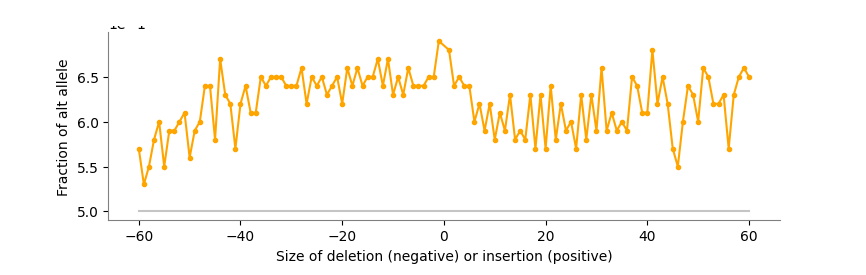 6.5
6.0
5.5
5.0
Fraction of alt allele
−60 −40 −20 0 20 40 60
Size of deletion (negative) or insertion (positive)